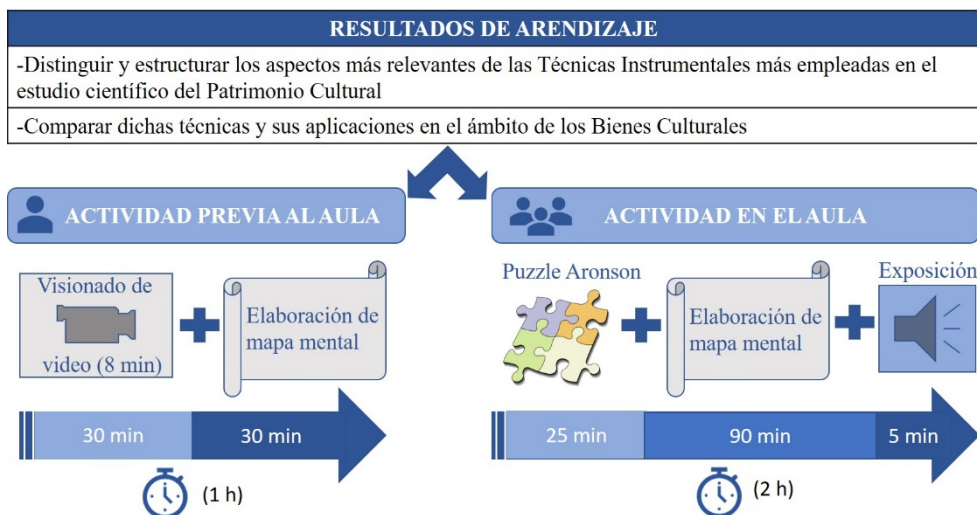 RESULTADOS DE ARENDIZAJE
-Distinguir y estructurar los aspectos más relevantes de las Técnicas Instrumentales más empleadas en el
estudio científico del Patrimonio Cultural
-Comparar dichas técnicas y sus aplicaciones en el ámbito de los Bienes Culturales
ACTIVIDAD PREVIA AL AULA
Visionado de
video (8 min)
Elaboración de
mapa mental
30 min
30 min
(1 h)
ACTIVIDAD EN EL AULA
Puzzle Aronson
Elaboración de
mapa mental
Exposición
25 min
90 min
5 min
(2 h)